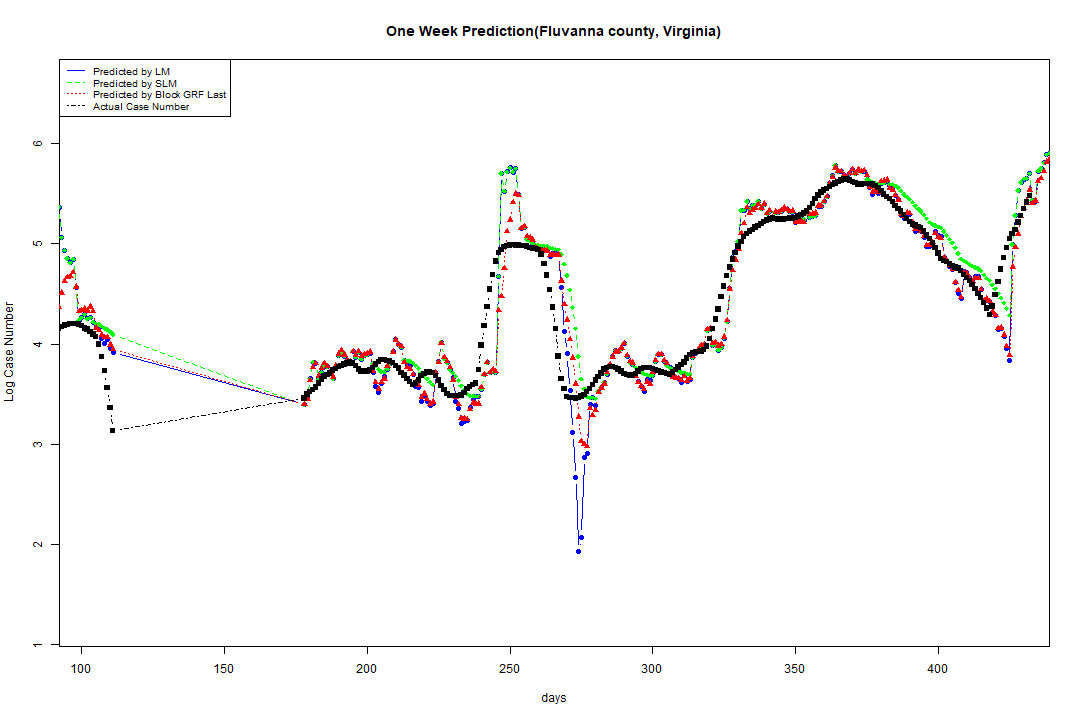 One Week Prediction(Fluvanna county, Virginia)
Predicted by LM
Predicted by SLM
Predicted by Block GRF Last
Actual Case Number
Log Case Number
6
5
4
3
2
1
100 150 200 250 300 350 400
days